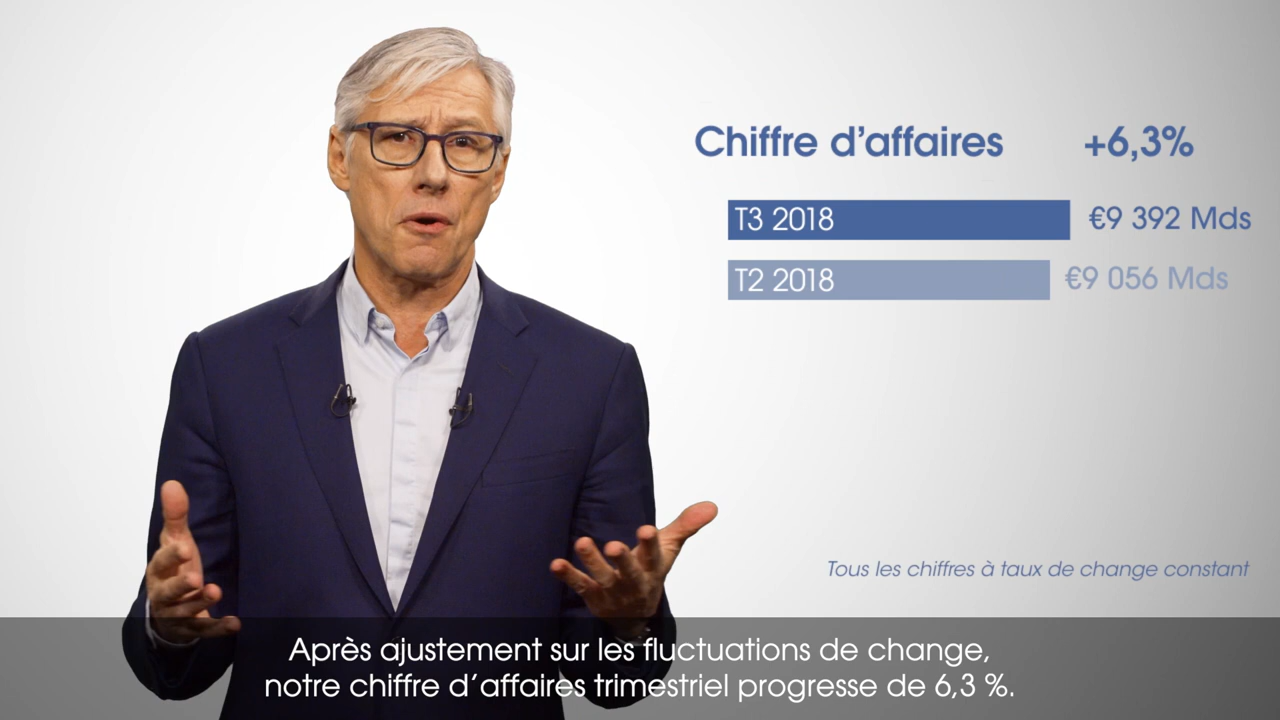 Chiffre d'affaires +6,3%
T3 2018 €9 392 Mds
T2 2018 €9 056 Mds
Tous les chiffres à taux de change constant
Après ajustement sur les fluctuations de change,
notre chiffre d'affaires trimestriel progresse de 6,3 %.